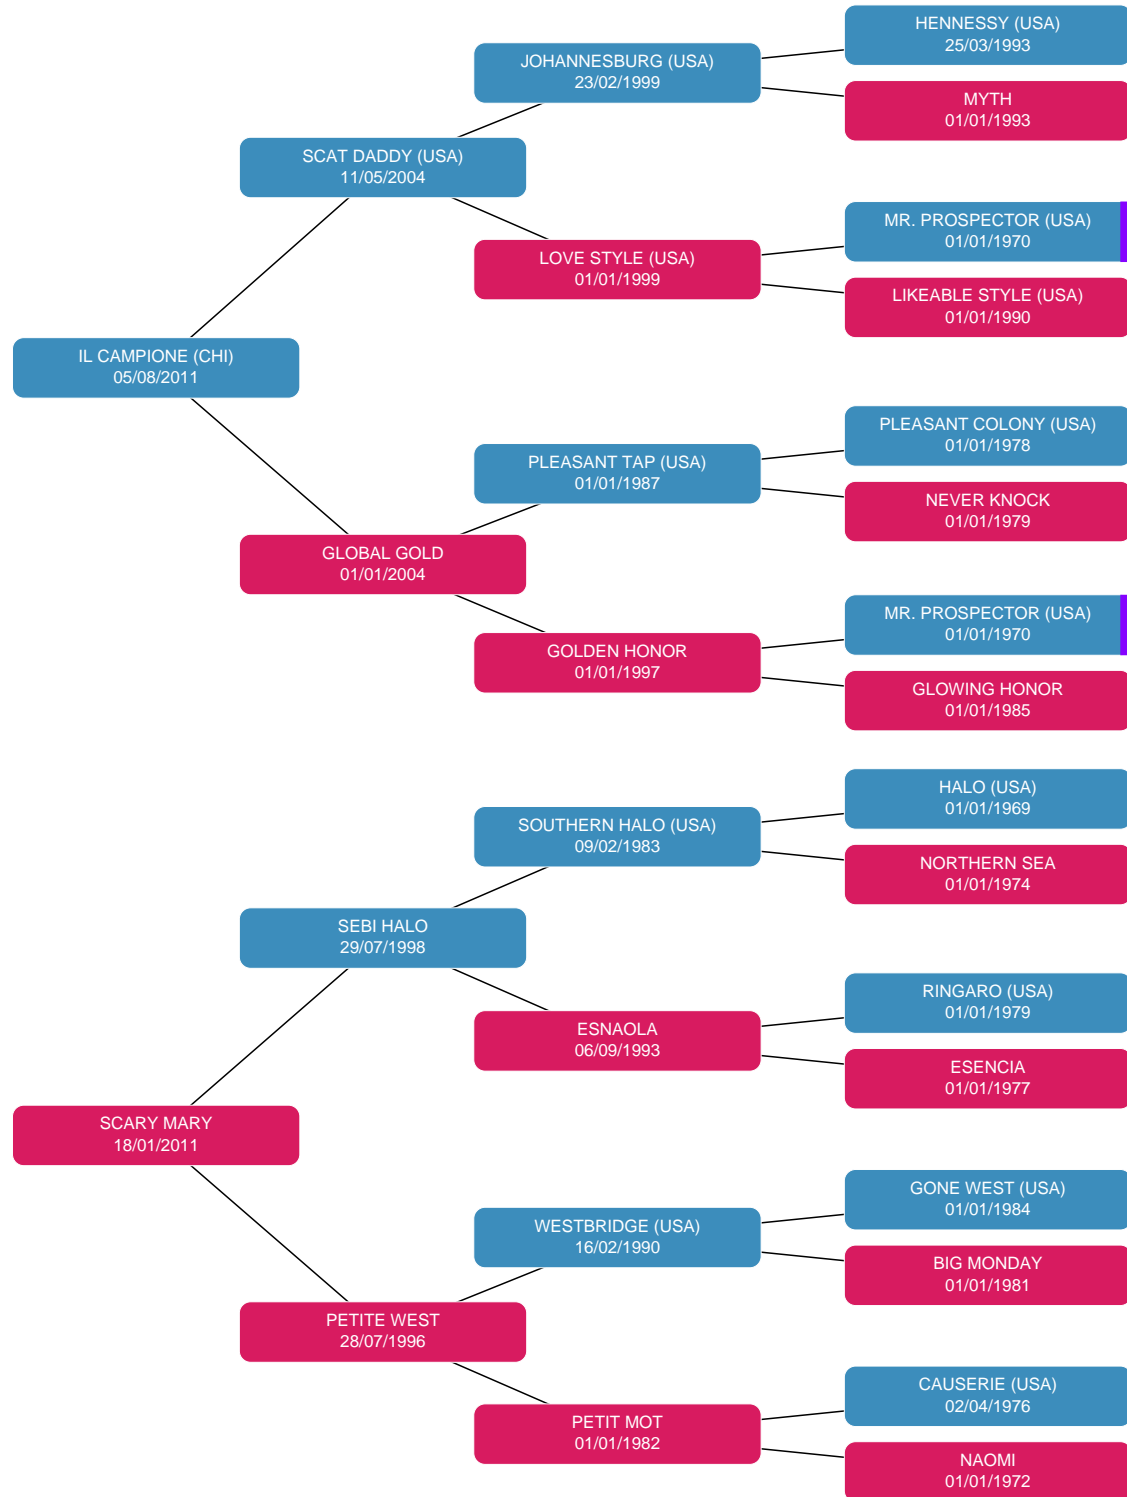 HENNESSY (USA)
25/03/1993
JOHANNESBURG (USA)
23/02/1999
MYTH
01/01/1993
SCAT DADDY (USA)
11/05/2004
MR. PROSPECTOR (USA)
01/01/1970
LOVE STYLE (USA)
01/01/1999
LIKEABLE STYLE (USA)
01/01/1990
IL CAMPIONE (CHI)
05/08/2011
PLEASANT COLONY (USA)
01/01/1978
PLEASANT TAP (USA)
01/01/1987
NEVER KNOCK
01/01/1979
GLOBAL GOLD
01/01/2004
MR. PROSPECTOR (USA)
01/01/1970
GOLDEN HONOR
01/01/1997
GLOWING HONOR
01/01/1985
HALO (USA)
01/01/1969
SOUTHERN HALO (USA)
09/02/1983
NORTHERN SEA
01/01/1974
SEBI HALO
29/07/1998
RINGARO (USA)
01/01/1979
ESNAOLA
06/09/1993
ESENCIA
01/01/1977
SCARY MARY
18/01/2011
GONE WEST (USA)
01/01/1984
WESTBRIDGE (USA)
16/02/1990
BIG MONDAY
01/01/1981
PETITE WEST
28/07/1996
CAUSERIE (USA)
02/04/1976
PETIT MOT
01/01/1982
NAOMI
01/01/1972